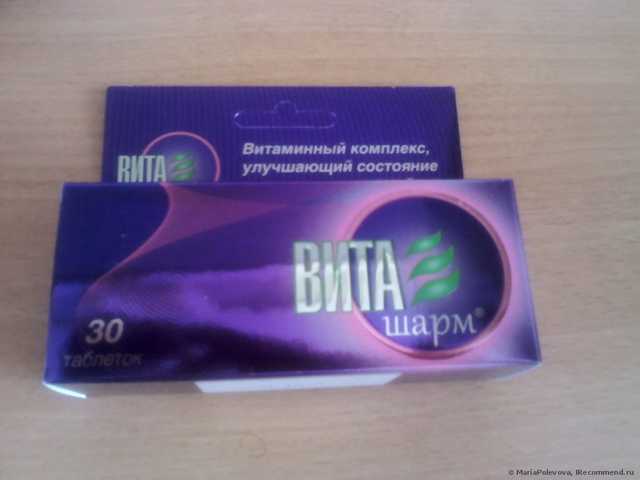 Витаминный комплекс,
улучшающий состояние
ВИТА
ВИТА
шарм®
30
таблеток
© MariaPolevova, IRecommend.ru